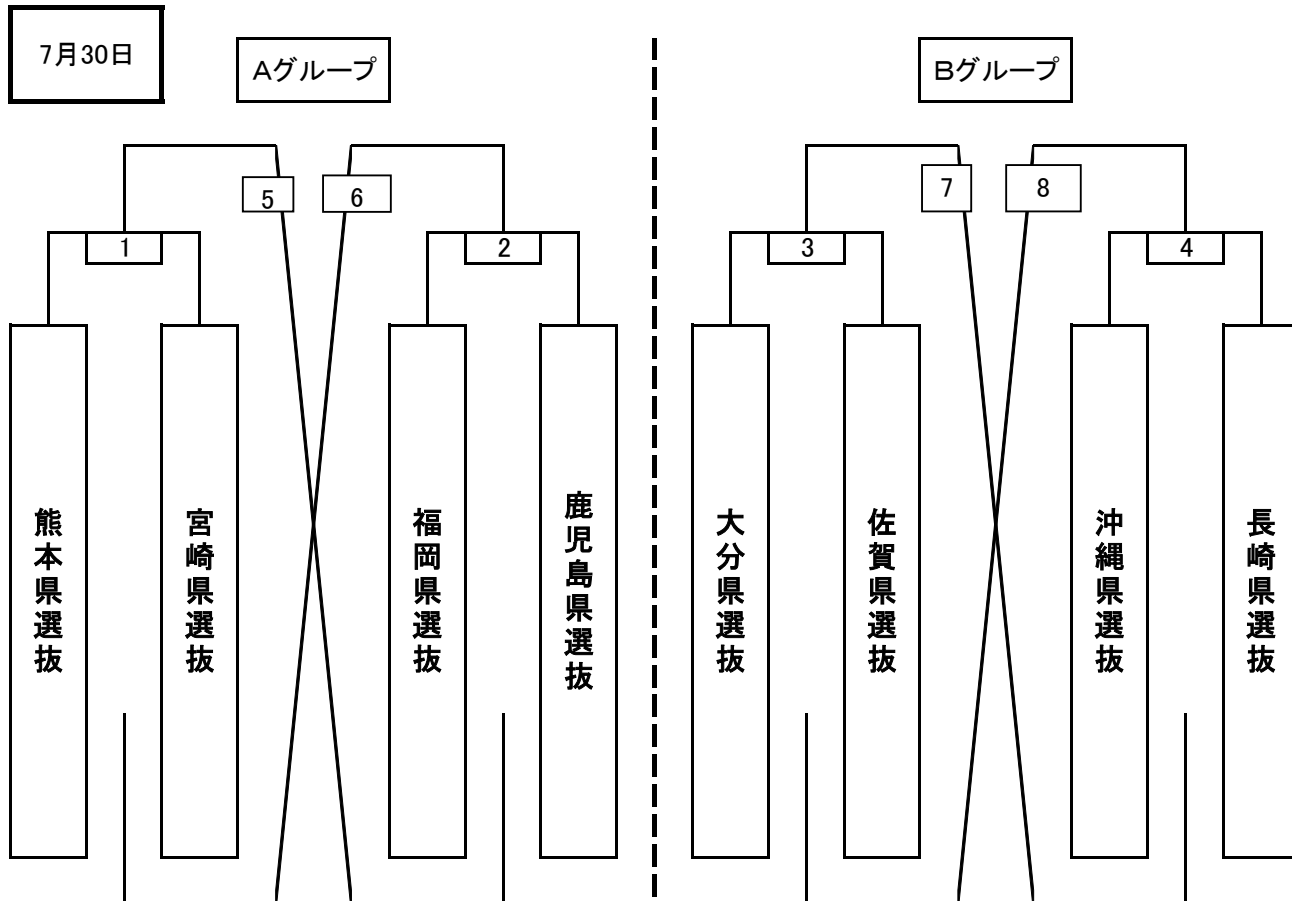 7月30日
Aグループ
Bグループ
5
6
7
8
1
2
3
4
熊本県選抜
宮崎県選抜
福岡県選抜
鹿児島県選抜
大分県選抜
佐賀県選抜
沖縄県選抜
長崎県選抜